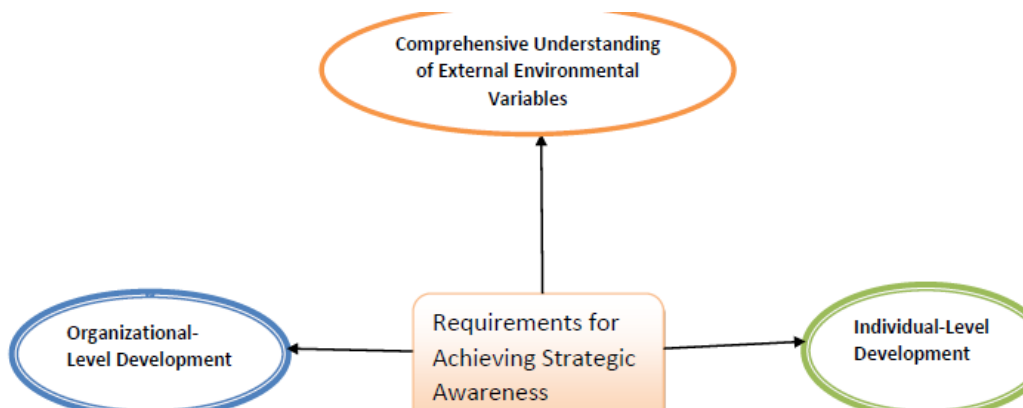 Comprehensive Understanding
of External Environmental
Variables
Organizational-
Level Development
Requirements for
Achieving Strategic
Awareness
Individual-Level
Development